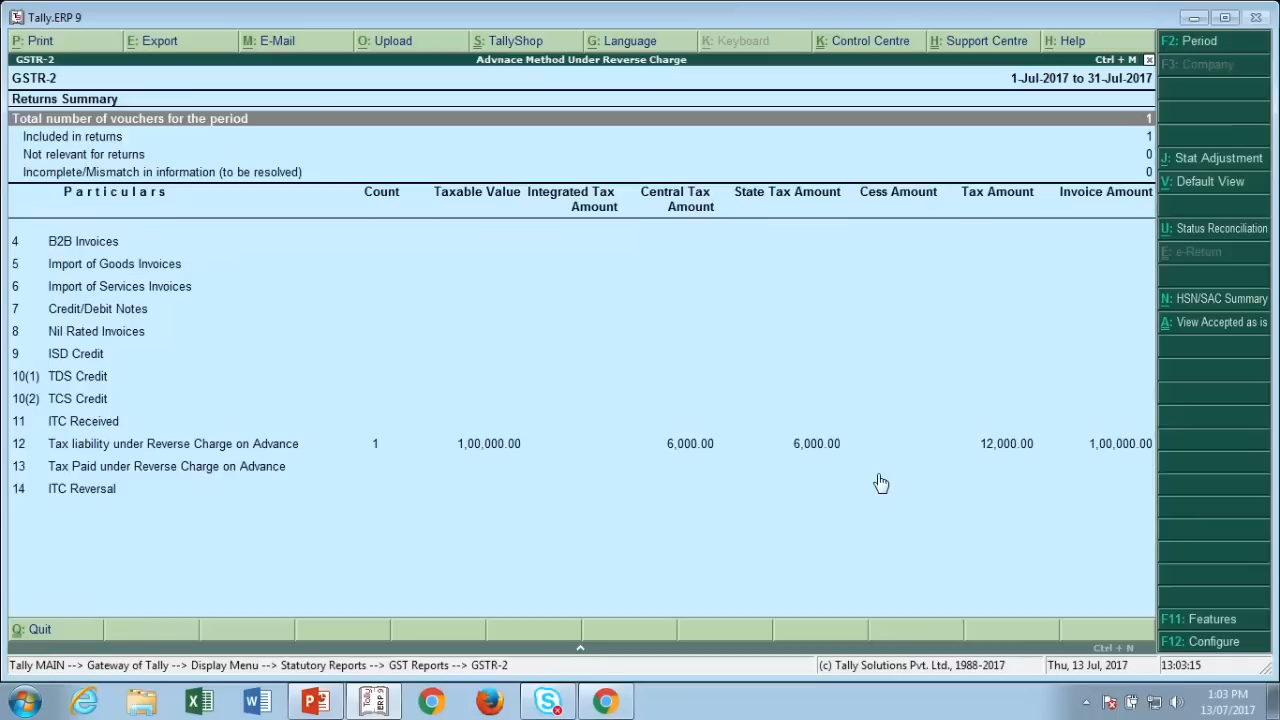 Tally.ERP 9
P: Print E: Export M: E-Mail O: Upload S: TallyShop G: Language K: Keyboard K: Control Centre H: Support Centre H: Help F2: Period
GSTR-2 Advnace Method Under Reverse Charge Ctrl + M F3: Company
GSTR-2 1-Jul-2017 to 31-Jul-2017
Returns Summary
Total number of vouchers for the period 1
Included in returns 1
Not relevant for returns 0 J: Stat Adjustment
Incomplete/Mismatch in information (to be resolved) 0 V: Default View
Particulars Count Taxable Value Integrated Tax Amount Central Tax Amount State Tax Amount Cess Amount Tax Amount Invoice Amount
U: Status Reconciliation
4 B2B Invoices
E: e-Return
5 Import of Goods Invoices
6 Import of Services Invoices
N: HSN/SAC Summary
7 Credit/Debit Notes
A: View Accepted as is
8 Nil Rated Invoices
9 ISD Credit
10(1) TDS Credit
10(2) TCS Credit
11 ITC Received
12 Tax liability under Reverse Charge on Advance 1 1,00,000.00 6,000.00 6,000.00 12,000.00 1,00,000.00
13 Tax Paid under Reverse Charge on Advance
14 ITC Reversal
F11: Features
Q: Quit
F12: Configure
Ctrl + N
Tally MAIN --> Gateway of Tally --> Display Menu --> Statutory Reports --> GST Reports --> GSTR-2 (c) Tally Solutions Pvt. Ltd., 1988-2017 Thu, 13 Jul, 2017 13:03:15
1:03 PM
13/07/2017